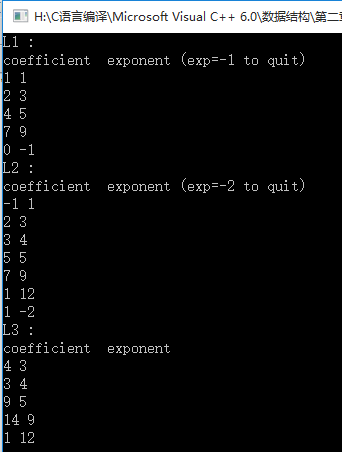 H:\C语言编译\Microsoft Visual C++ 6.0\数据结构\第二
L1 :
coefficient  exponent (exp=-1 to quit)
1 1
2 3
4 5
7 9
0 -1
L2 :
coefficient  exponent (exp=-2 to quit)
-1 1
2 3
3 4
5 5
7 9
1 12
1 -2
L3 :
coefficient  exponent
4 3
3 4
9 5
14 9
1 12